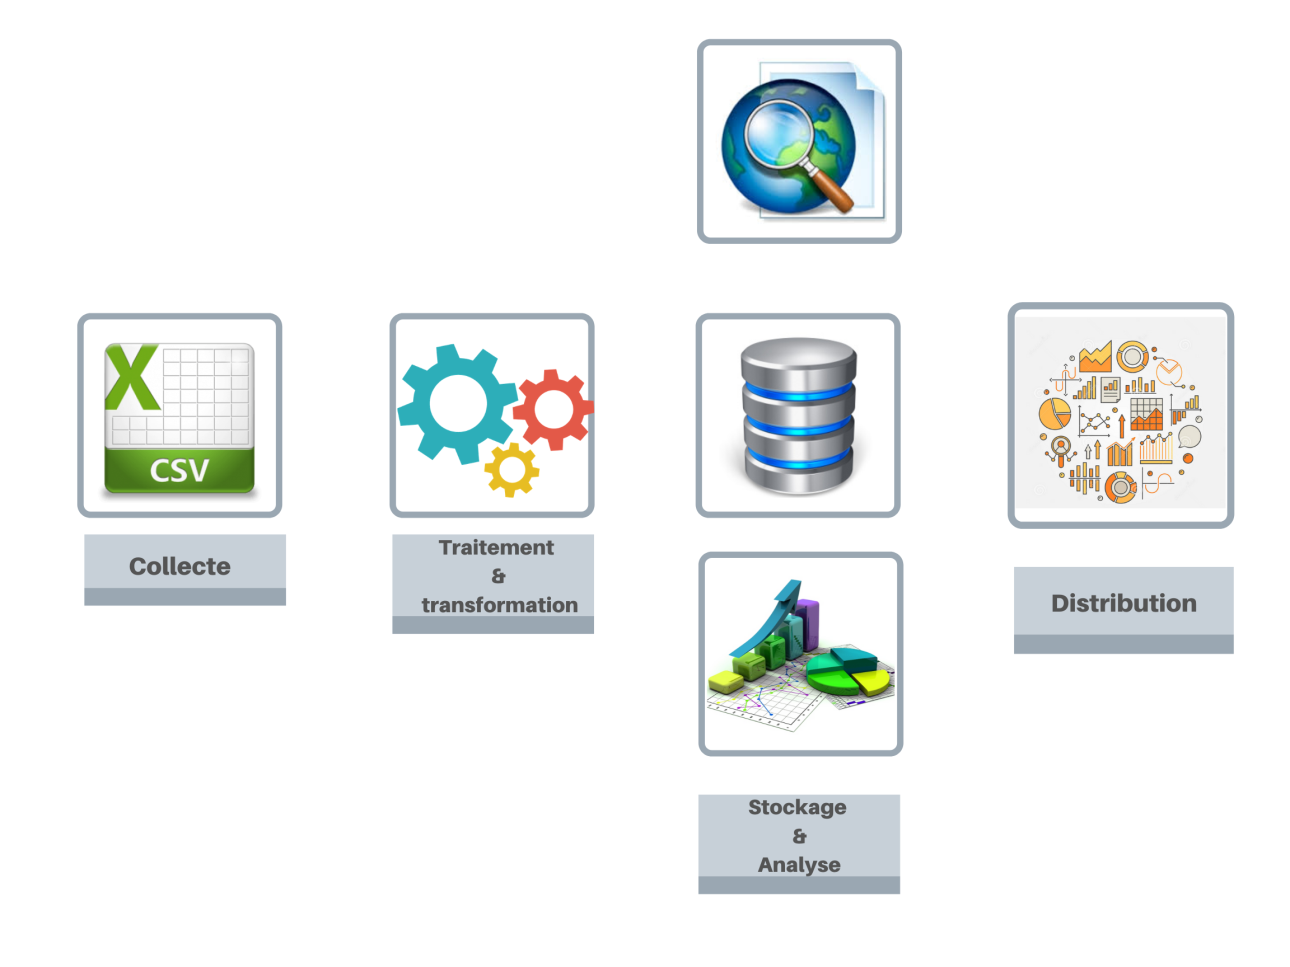 X
CSV
Collecte
Traitement
&
transformation
Stockage
&
Analyse
Distribution